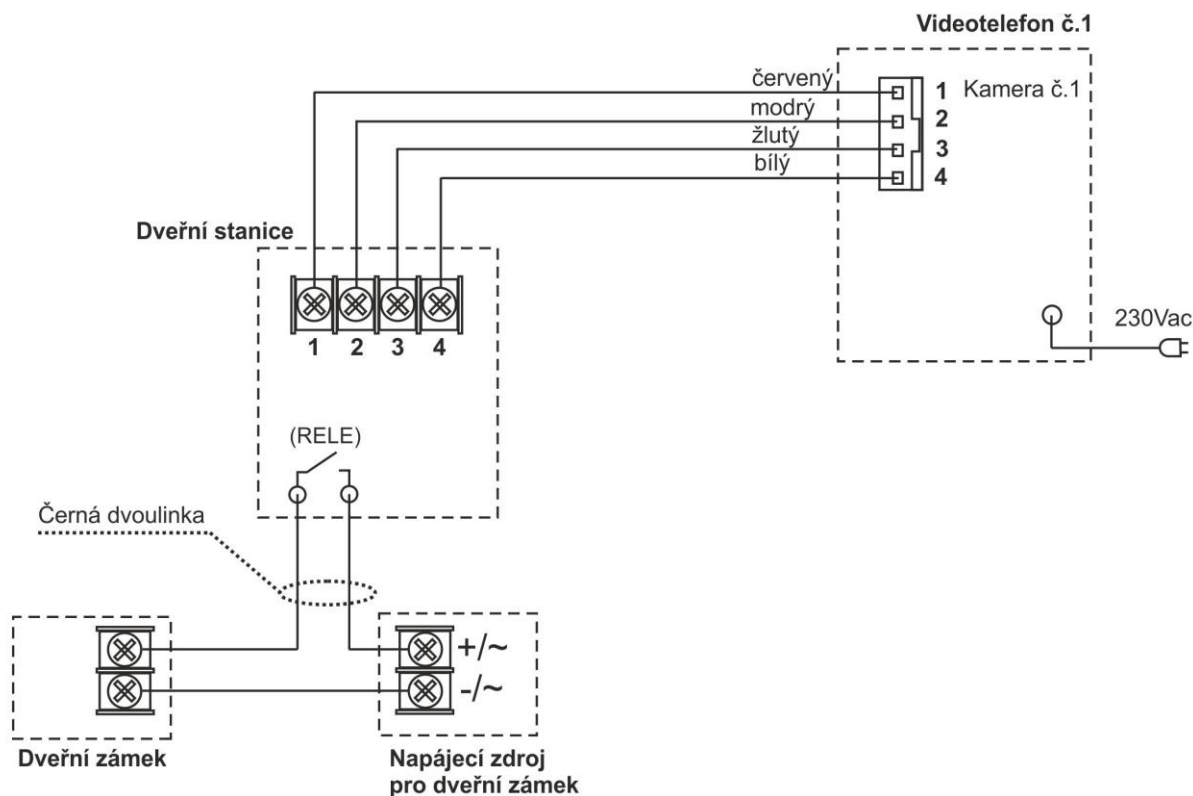 Videotelefon č.1
červený
1 Kamera č.1
modrý
2
žlutý
3
bílý
4
Dveřní stanice
1 2 3 4
230Vac
(RELE)
Černá dvoulinka
+/~
-/~
Dveřní zámek
Napájecí zdroj
pro dveřní zámek